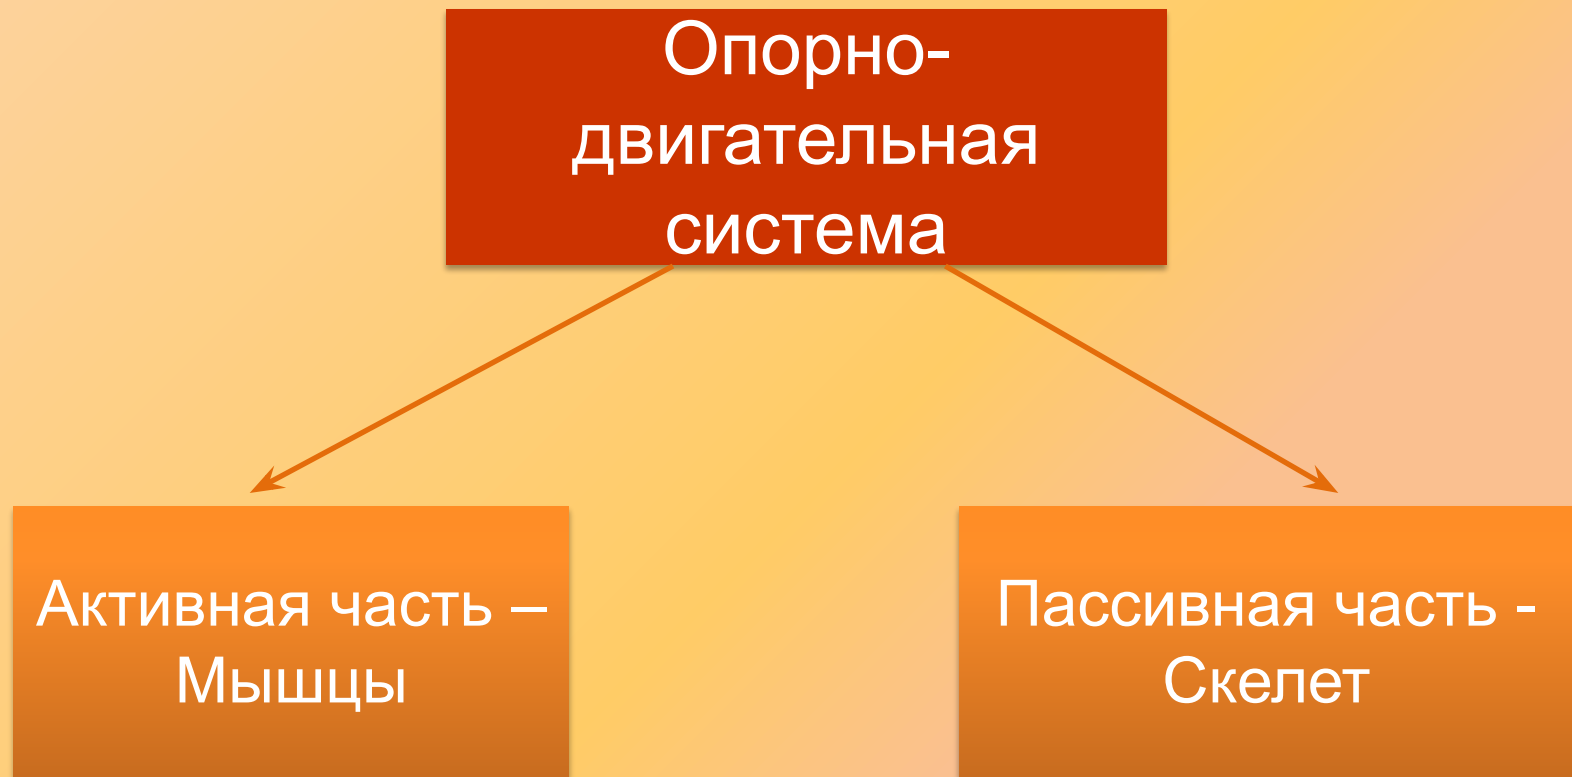 Опорно-
двигательная
система
Активная часть –
Мышцы
Пассивная часть -
Скелет